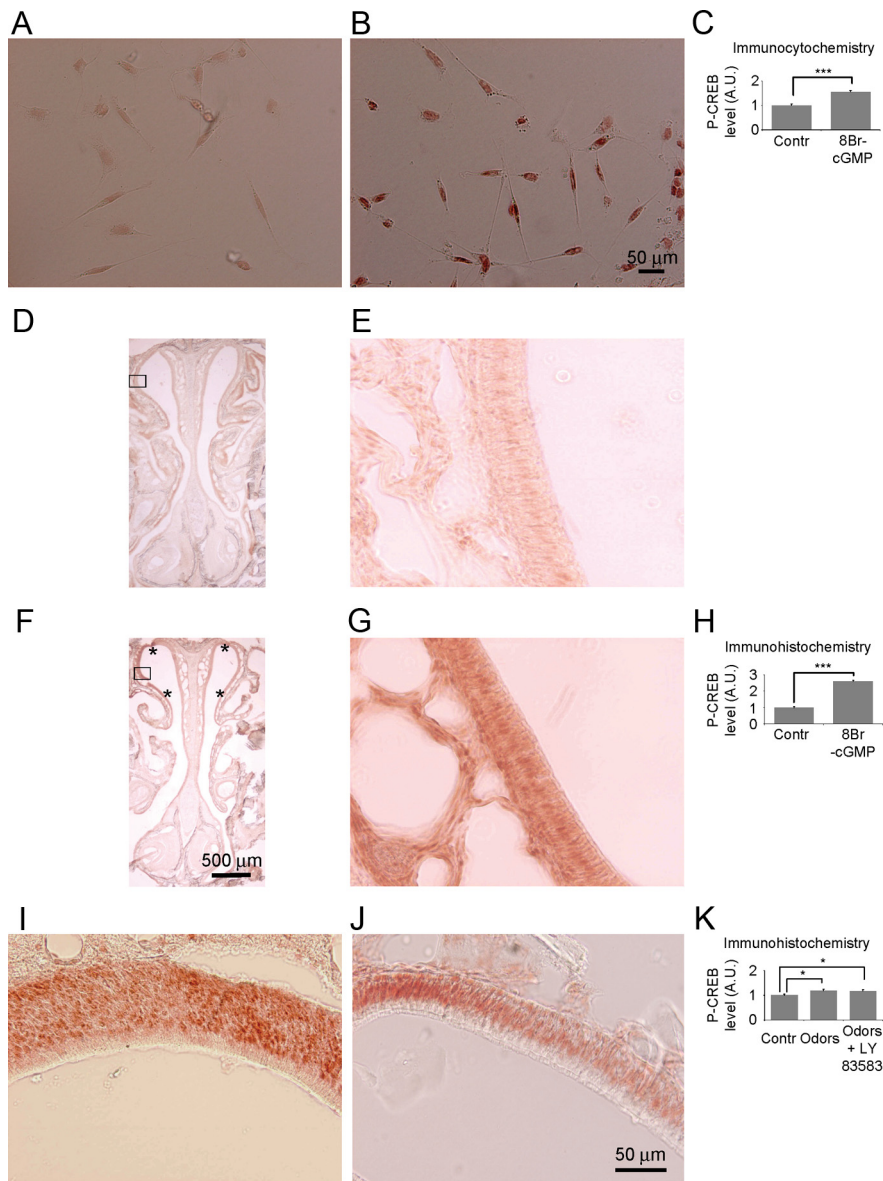 A
B
C
Immunocytochemistry
P-CREB
level (A.U.)
2
1
0
***
Contr
8Br-
cGMP
50 μm
D
E
F
G
H
*
*
*
*
500 μm
Immunohistochemistry
P-CREB
level (A.U.)
3
2
1
0
***
Contr
8Br
-cGMP
I
J
K
50 μm
Immunohistochemistry
P-CREB
level (A.U.)
2
1
0
*
*
Contr
Odors
Odors
+ LY
83583